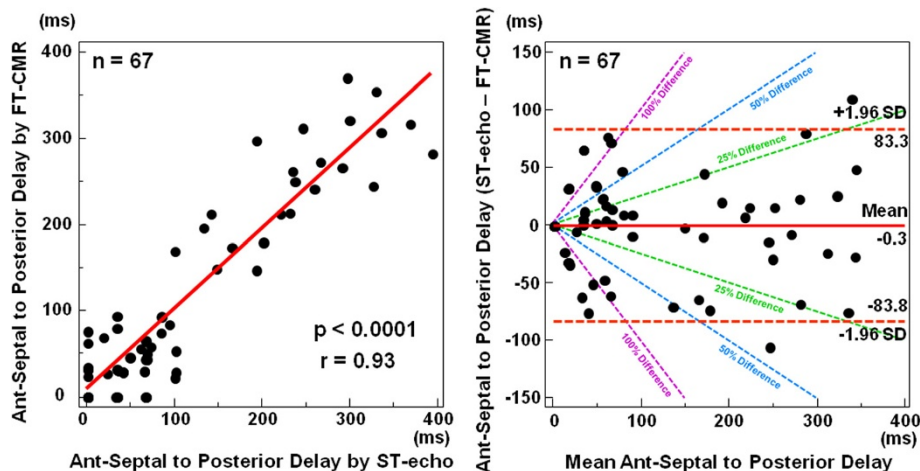 (ms)
400
300
200
100
0
n = 67
p < 0.0001
r = 0.93
0
100
200
300
400
(ms)
Ant-Septal to Posterior Delay by FT-CMR
Ant-Septal to Posterior Delay by ST-echo
(ms)
150
100
50
0
-50
-100
-150
n = 67
100% Difference
50% Difference
25% Difference
+1.96 SD
83.3
Mean
-0.3
-83.8
-1.96 SD
25% Difference
50% Difference
100% Difference
0
100
200
300
400
(ms)
Ant-Septal to Posterior Delay (ST-echo – FT-CMR)
Mean Ant-Septal to Posterior Delay